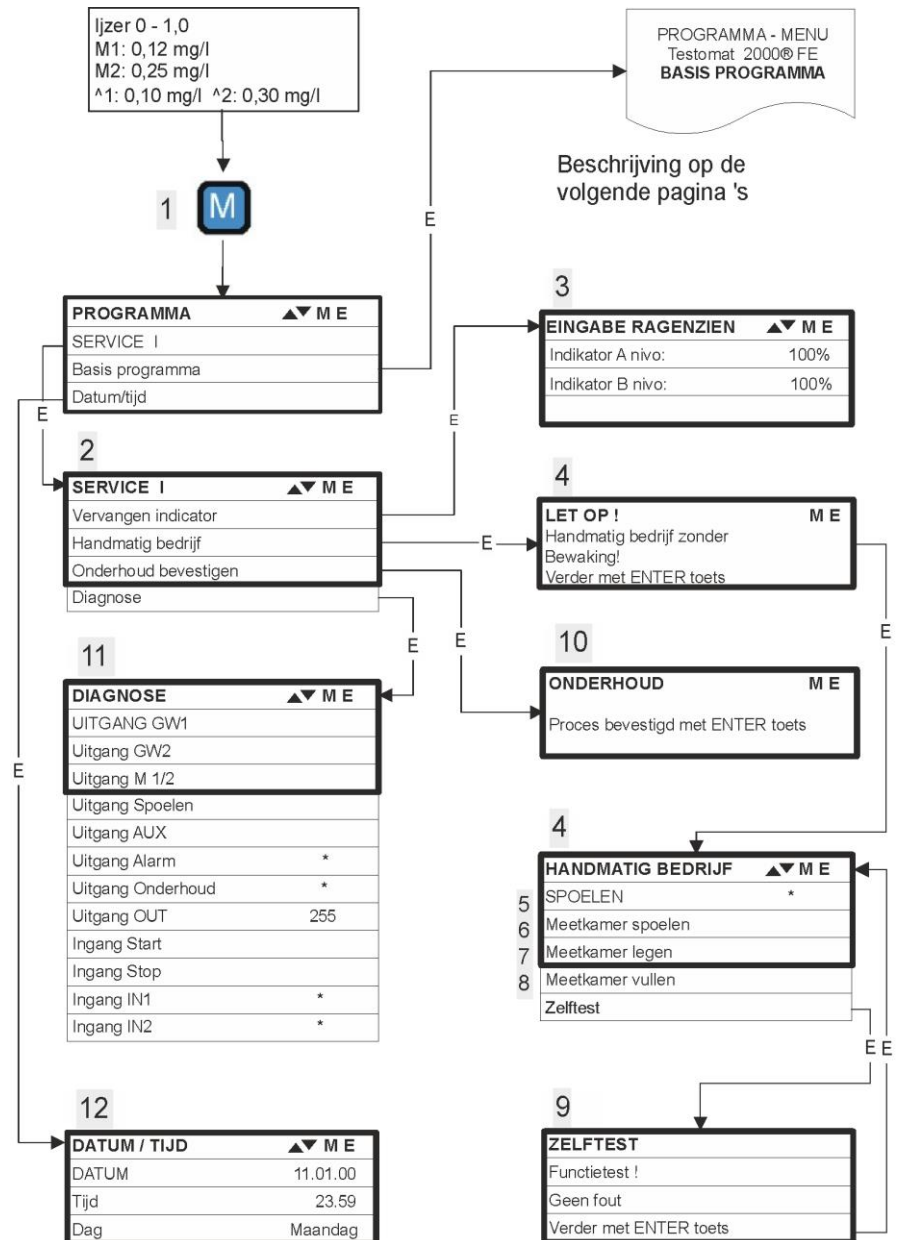 Ijzer 0 - 1,0
M1: 0,12 mg/l
M2: 0,25 mg/l
^1: 0,10 mg/l ^2: 0,30 mg/l
PROGRAMMA - MENU
Testomat 2000® FE
BASIS PROGRAMMA
Beschrijving op de
volgende pagina 's
1
M
E
PROGRAMMA ▲▼ M E
SERVICE I
Basis programma
Datum/tijd
E
3
EINGABE RAGENZIEN ▲▼ M E
Indikator A nivo: 100%
Indikator B nivo: 100%
E
2
SERVICE I ▲▼ M E
Vervangen indicator
Handmatig bedrijf
Onderhoud bevestigen
Diagnose
E
4
LET OP ! M E
Handmatig bedrijf zonder
Bewaking!
Verder met ENTER toets
E
E
E
10
ONDERHOUD M E
Proces bevestigd met ENTER toets
11
DIAGNOSE ▲▼ M E
UITGANG GW1
Uitgang GW2
Uitgang M 1/2
Uitgang Spoelen
Uitgang AUX
Uitgang Alarm *
Uitgang Onderhoud *
Uitgang OUT 255
Ingang Start
Ingang Stop
Ingang IN1 *
Ingang IN2 *
E
4
HANDMATIG BEDRIJF ▲▼ M E
5 SPOELEN *
6 Meetkamer spoelen
7 Meetkamer legen
8 Meetkamer vullen
Zelftest
E E
12
DATUM / TIJD ▲▼ M E
DATUM 11.01.00
Tijd 23.59
Dag Maandag
9
ZELFTEST
Functietest !
Geen fout
Verder met ENTER toets